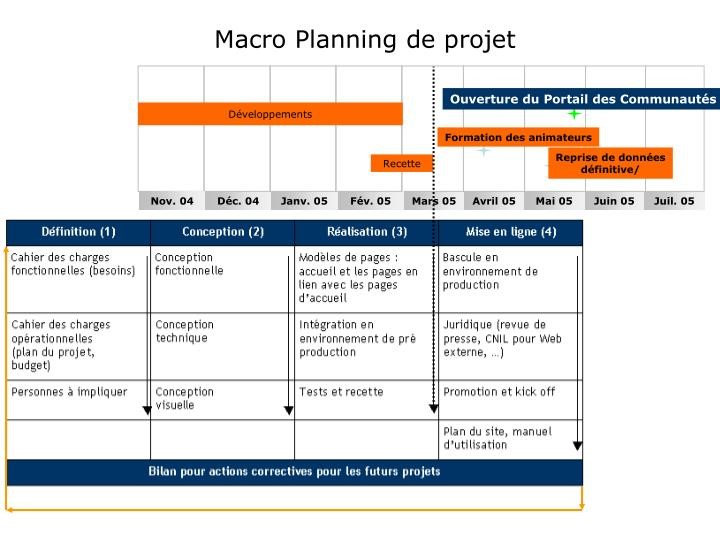 Macro Planning de projet
Ouverture du Portail des Communautés
Développements
Formation des animateurs
Recette
Reprise de données
définitive/
Nov. 04 Déc. 04 Janv. 05 Fév. 05 Mars 05 Avril 05 Mai 05 Juin 05 Juil. 05
Définition (1) Conception (2) Réalisation (3) Mise en ligne (4)
Cahier des charges
fonctionnelles (besoins)
Conception
fonctionnelle
Modèles de pages :
accueil et les pages en
lien avec les pages
d'accueil
Bascule en
environnement de
production
Cahier des charges
opérationnelles
(plan du projet,
budget)
Conception
technique
Intégration en
environnement de pré
production
Juridique (revue de
presse, CNIL pour Web
externe, …)
Personnes à impliquer
Conception
visuelle
Tests et recette
Promotion et kick off
Plan du site, manuel
d'utilisation
Bilan pour actions correctives pour les futurs projets